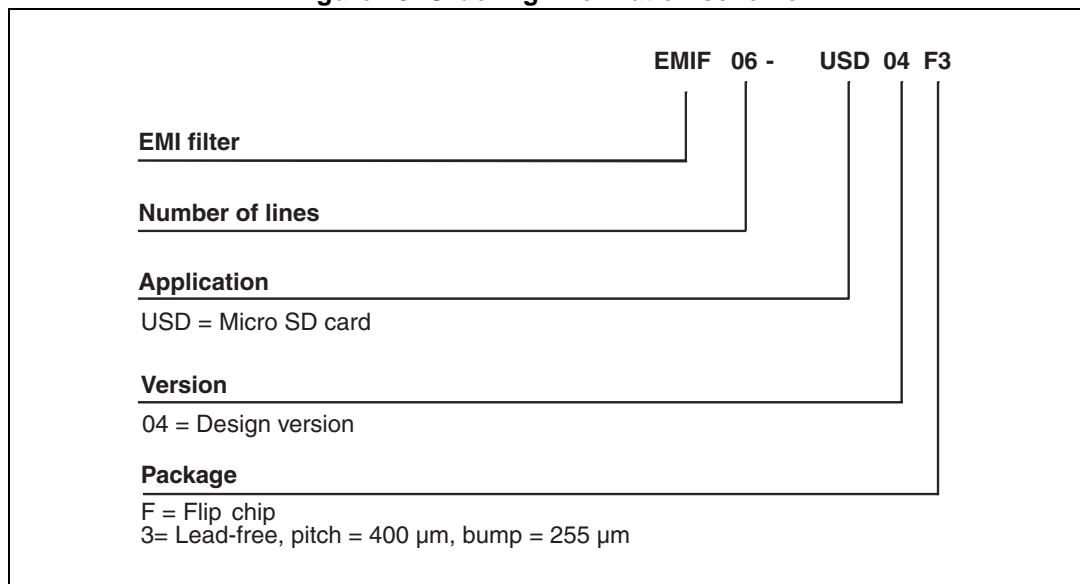 EMIF 06 - USD 04 F3
EMI filter
Number of lines
Application
USD = Micro SD card
Version
04 = Design version
Package
F = Flip chip
3= Lead-free, pitch = 400 µm, bump = 255 µm